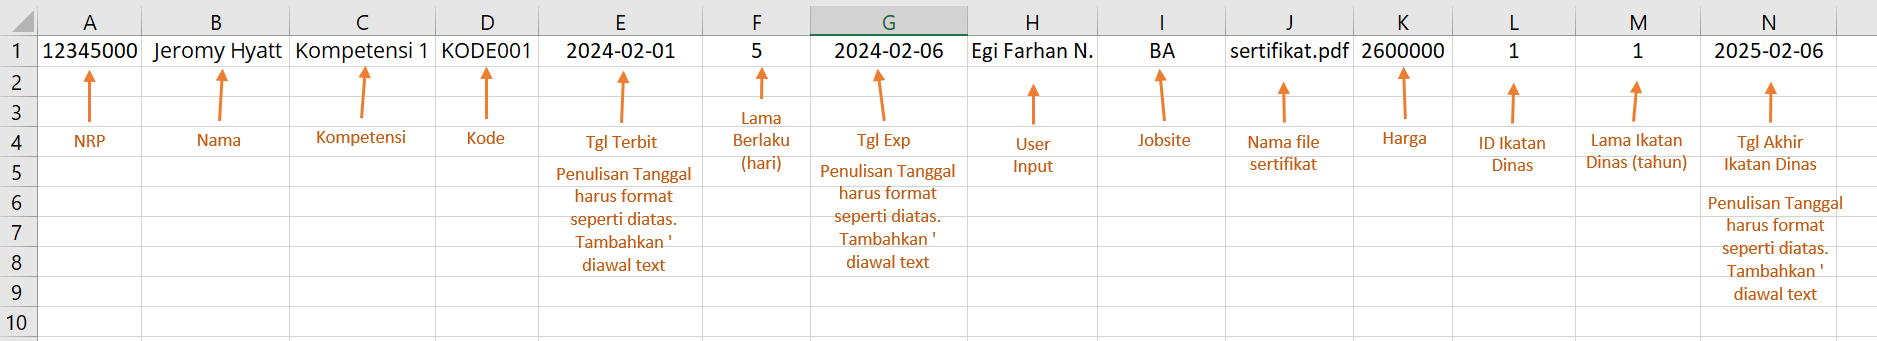 A B C D E F G H I J K L M N
1 12345000 Jeromy Hyatt Kompetensi 1 KODE001 2024-02-01 5 2024-02-06 Egi Farhan N. BA sertifikat.pdf 2600000 1 1 2025-02-06
2
3
4
5
6
7
8
9
10
NRP
Nama
Kompetensi
Kode
Tgl Terbit
Penulisan Tanggal
harus format
seperti diatas.
Tambahkan '
diawal text
Lama
Berlaku
(hari)
Tgl Exp
Penulisan Tanggal
harus format
seperti diatas.
Tambahkan '
diawal text
User
Input
Jobsite
Nama file
sertifikat
Harga
ID Ikatan
Dinas
Lama Ikatan
Dinas (tahun)
Tgl Akhir
Ikatan Dinas
Penulisan Tanggal
harus format
seperti diatas.
Tambahkan '
diawal text